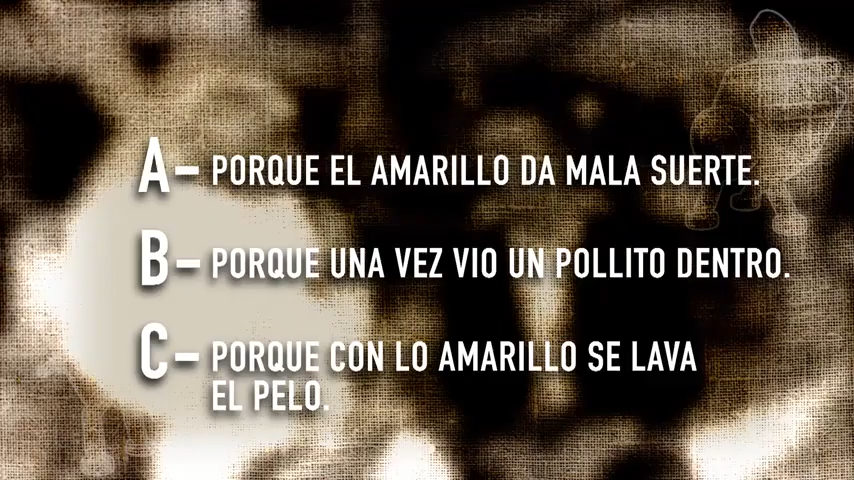 A- PORQUE EL AMARILLO DA MALA SUERTE.
B- PORQUE UNA VEZ VIO UN POLLITO DENTRO.
C- PORQUE CON LO AMARILLO SE LAVA
EL PELO.